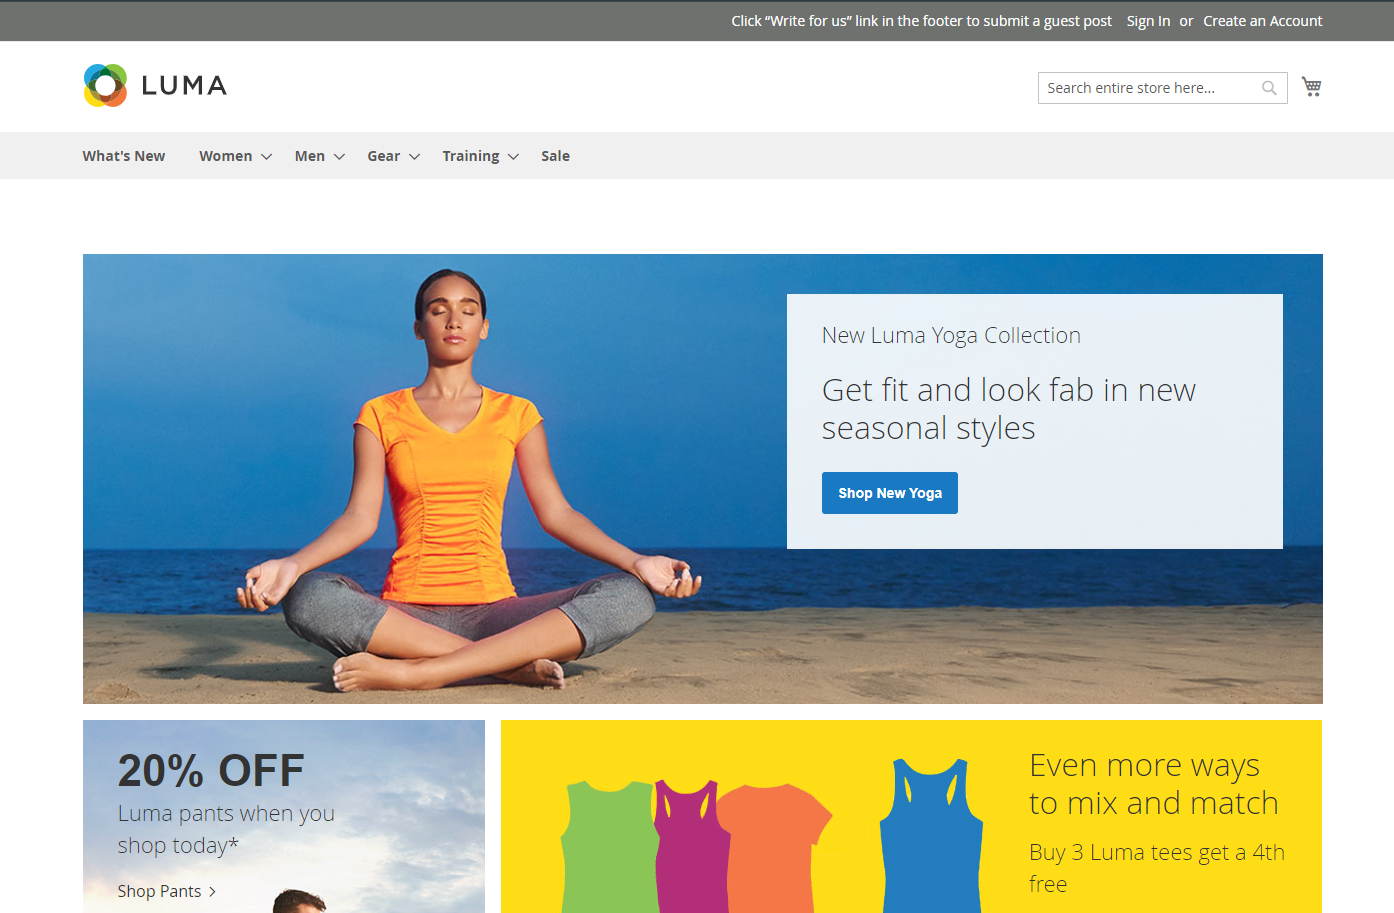 Click “Write for us” link in the footer to submit a guest post Sign In or Create an Account
LUMA
Search entire store here...
What's New Women Men Gear Training Sale
New Luma Yoga Collection
Get fit and look fab in new
seasonal styles
Shop New Yoga
20% OFF
Luma pants when you
shop today*
Shop Pants
Even more ways
to mix and match
Buy 3 Luma tees get a 4th
free